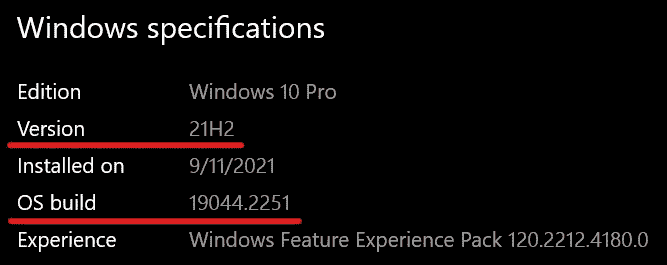 Windows specifications
Edition Windows 10 Pro
Version 21H2
Installed on 9/11/2021
OS build 19044.2251
Experience Windows Feature Experience Pack 120.2212.4180.0